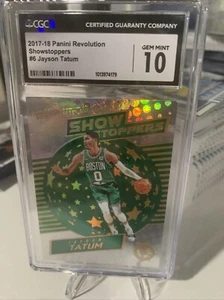 CGC
CERTIFIED GUARANTY COMPANY
2017-18 Panini Revolution
Showstoppers
#6 Jayson Tatum
GEM MINT
10
SHOW
STOPPERS
BOSTON
0
JAYSON
TATUM